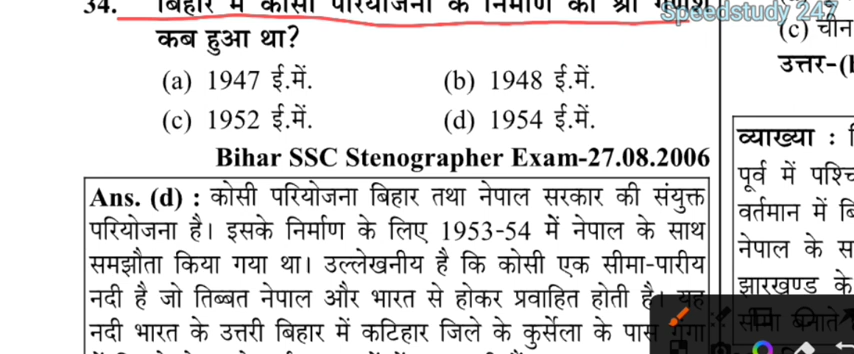 34. बिहार में कोसी परियोजना के निर्माण का श्री गणेश
Speedstudy 247
कब हुआ था?
(a) 1947 ई.में.
(b) 1948 ई.में.
(c) 1952 ई.में.
(d) 1954 ई.में.
Bihar SSC Stenographer Exam-27.08.2006
Ans. (d) : कोसी परियोजना बिहार तथा नेपाल सरकार की संयुक्त
परियोजना है। इसके निर्माण के लिए 1953-54 में नेपाल के साथ
समझौता किया गया था। उल्लेखनीय है कि कोसी एक सीमा-पारीय
नदी है जो तिब्बत नेपाल और भारत से होकर प्रवाहित होती है। यह
नदी भारत के उत्तरी बिहार में कटिहार जिले के कुर्सेला के पास गंगा
(c) चीन
उत्तर-(
व्याख्या :
पूर्व में
वर्तमान में
नेपाल के
झारखण्ड के
सीमा बनाते